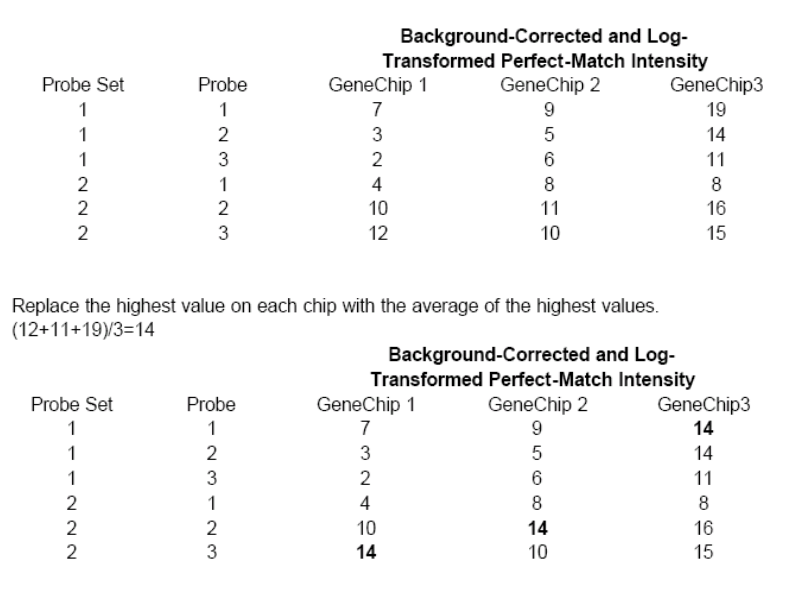 Background-Corrected and Log-
Transformed Perfect-Match Intensity
Probe Set Probe GeneChip 1 GeneChip 2 GeneChip3
1 1 7 9 19
1 2 3 5 14
1 3 2 6 11
2 1 4 8 8
2 2 10 11 16
2 3 12 10 15
Replace the highest value on each chip with the average of the highest values.
(12+11+19)/3=14
Background-Corrected and Log-
Transformed Perfect-Match Intensity
Probe Set Probe GeneChip 1 GeneChip 2 GeneChip3
1 1 7 9 14
1 2 3 5 14
1 3 2 6 11
2 1 4 8 8
2 2 10 14 16
2 3 14 10 15